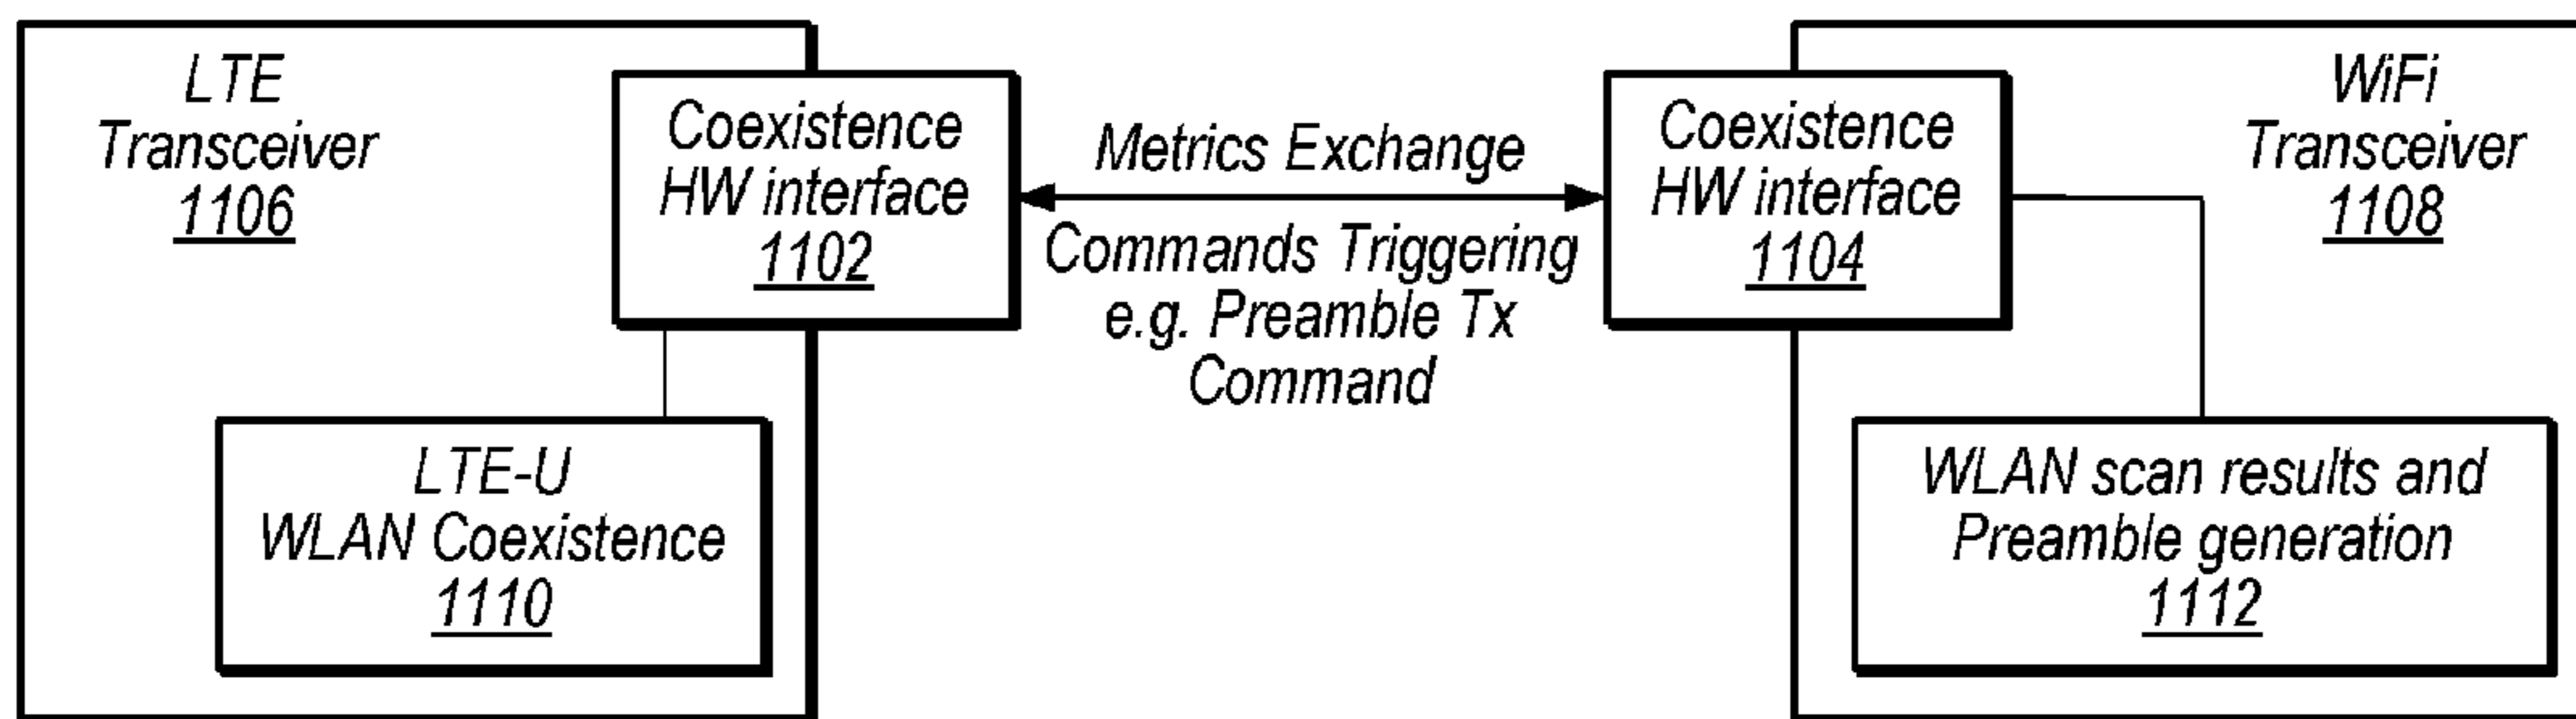 LTE
Transceiver
1106
Coexistence
HW interface
1102
LTE-U
WLAN Coexistence
1110
Metrics Exchange
Commands Triggering
e.g. Preamble Tx
Command
Coexistence
HW interface
1104
WiFi
Transceiver
1108
WLAN scan results and
Preamble generation
1112